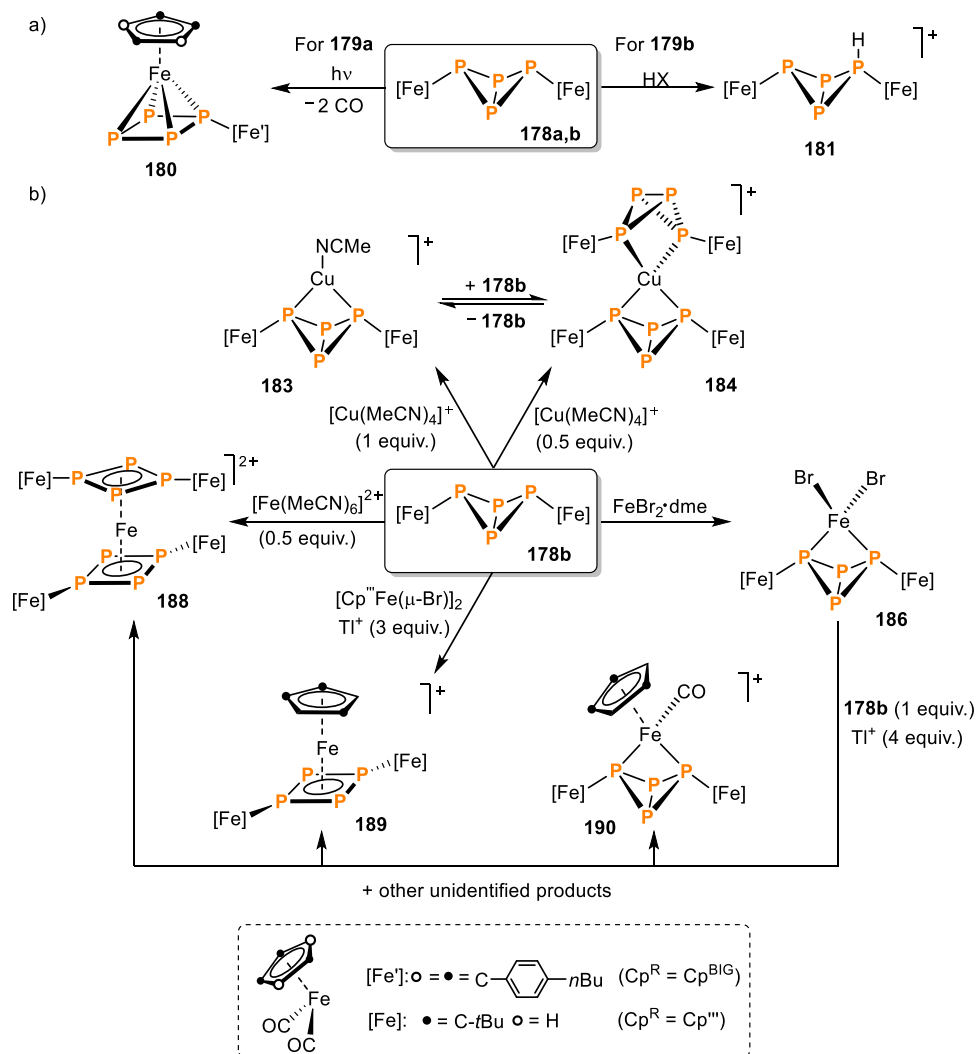 a)
For 179a
hν
− 2 CO
Fe
P P P P
[Fe']
180
[Fe] P P P P [Fe]
178a,b
For 179b
HX
H
[Fe] P P P P [Fe]
]+
181
b)
NCMe
Cu
[Fe] P P P P [Fe]
]+
183
+ 178b
− 178b
P P P P
[Fe] [Fe]
Cu
[Fe] P P P P [Fe]
]+
184
[Cu(MeCN)4]+
(1 equiv.)
[Cu(MeCN)4]+
(0.5 equiv.)
[Fe] P P P P [Fe]
]2+
Fe
P P P P [Fe]
[Fe]
188
[Fe(MeCN)6]2+
(0.5 equiv.)
[Fe] P P P P [Fe]
178b
FeBr2•dme
Br Br
Fe
[Fe] P P P P [Fe]
186
[Cp'''Fe(μ-Br)]2
Tl+ (3 equiv.)
]+
Fe
P P P P [Fe]
[Fe]
189
]+
CO
Fe
[Fe] P P P P [Fe]
190
178b (1 equiv.)
Tl+ (4 equiv.)
+ other unidentified products
Fe
OC
OC
[Fe']: = = C nBu (CpR = CpBIG)
[Fe]: = C-tBu = H (CpR = Cp''')